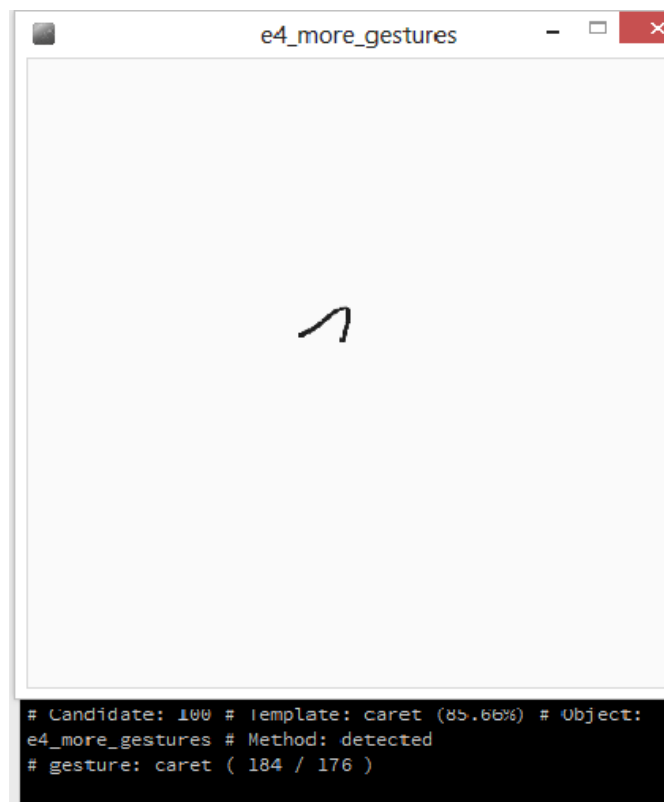 e4_more_gestures
# Candidate: 100 # Template: caret (85.66%) # Object:
e4_more_gestures # Method: detected
# gesture: caret ( 184 / 176 )